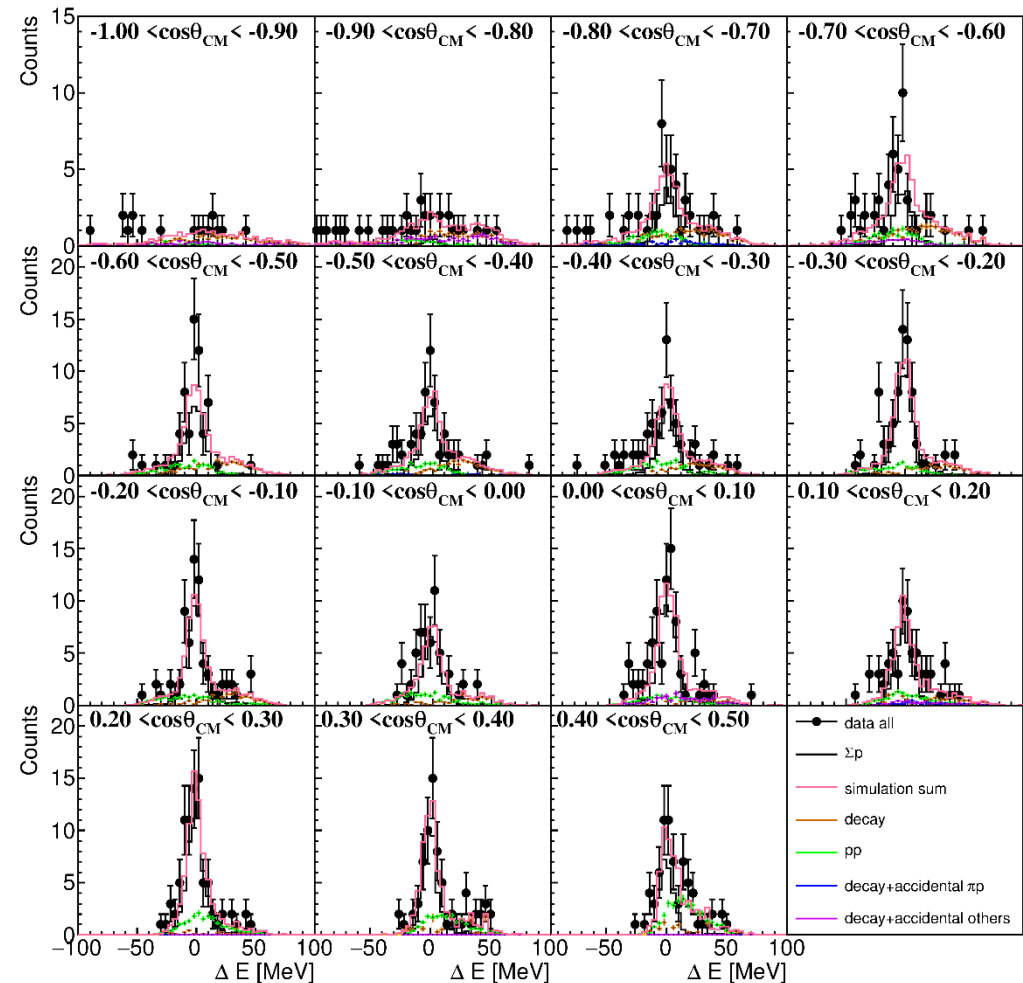 Counts
15
10
5
0
-1.00 <cosθCM< -0.90
-0.90 <cosθCM< -0.80
-0.80 <cosθCM< -0.70
-0.70 <cosθCM< -0.60
Counts
20
15
10
5
0
-0.60 <cosθCM< -0.50
-0.50 <cosθCM< -0.40
-0.40 <cosθCM< -0.30
-0.30 <cosθCM< -0.20
Counts
20
15
10
5
0
-0.20 <cosθCM< -0.10
-0.10 <cosθCM< 0.00
0.00 <cosθCM< 0.10
0.10 <cosθCM< 0.20
Counts
20
15
10
5
0
0.20 <cosθCM< 0.30
0.30 <cosθCM< 0.40
0.40 <cosθCM< 0.50
data all
Σp
simulation sum
decay
pp
decay+accidental πp
decay+accidental others
−100 −50 0 50 100 −50 0 50 100 −50 0 50 100
Δ E [MeV] Δ E [MeV] Δ E [MeV]